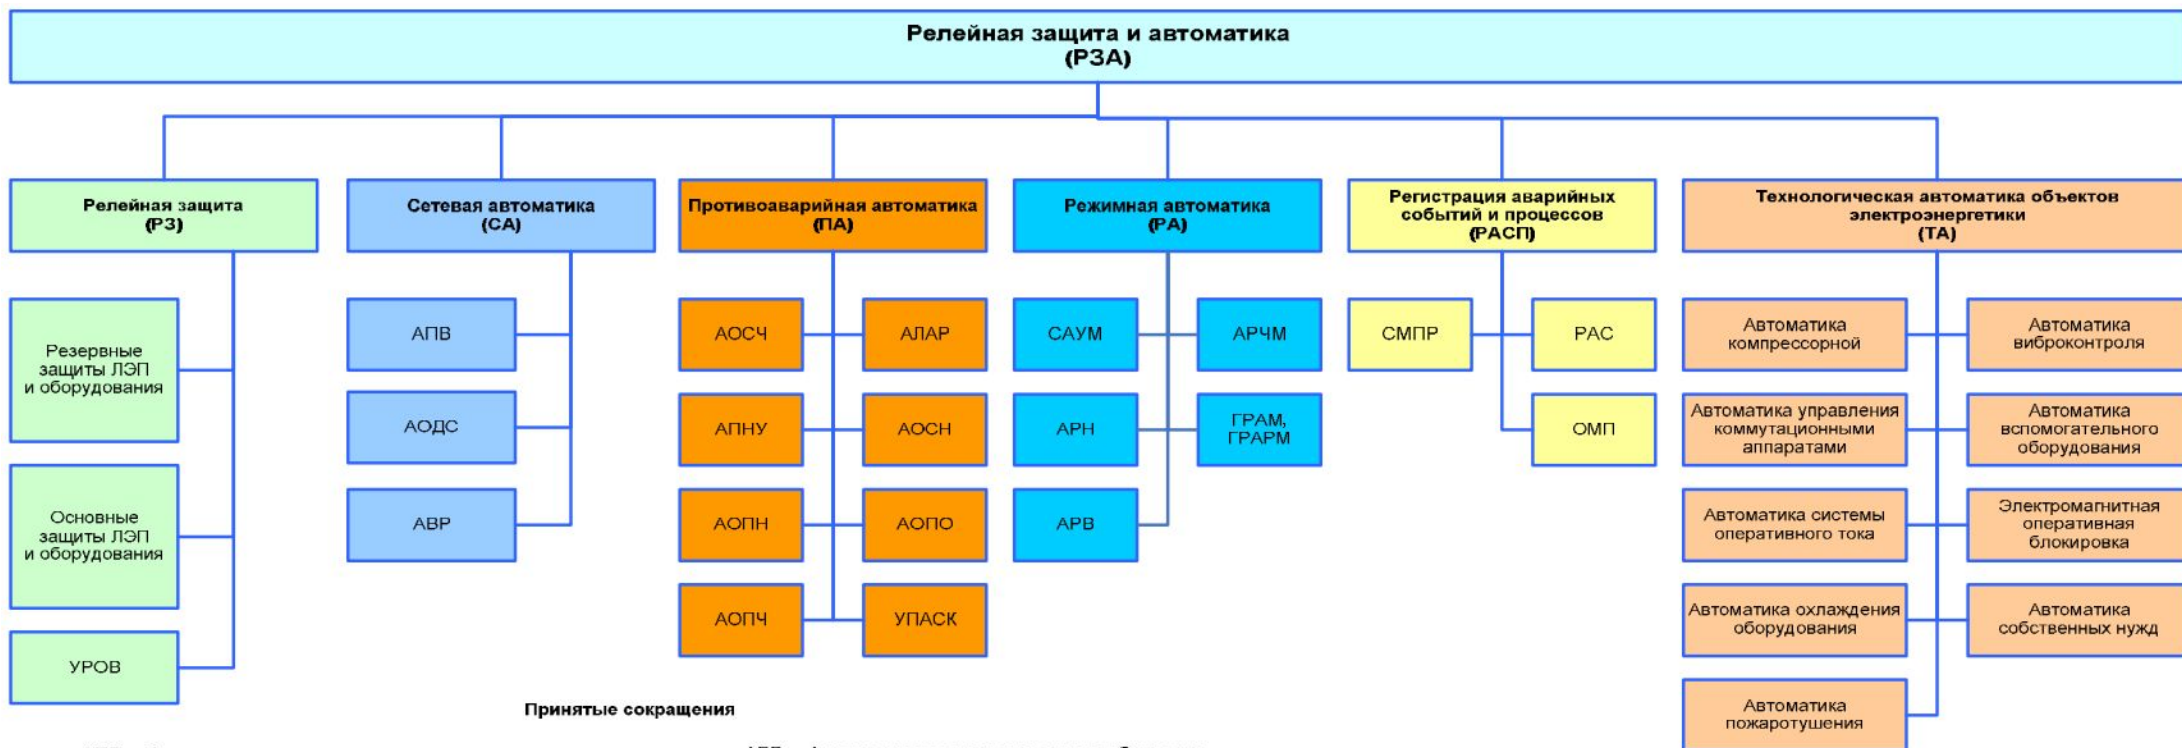 Релейная защита и автоматика
(РЗА)
Релейная защита
(РЗ)
Сетевая автоматика
(СА)
Противоаварийная автоматика
(ПА)
Режимная автоматика
(РА)
Регистрация аварийных
событий и процессов
(РАСП)
Технологическая автоматика объектов
электроэнергетики
(ТА)
Резервные
защиты ЛЭП
и оборудования
Основные
защиты ЛЭП
и оборудования
УРОВ
АПВ
АОДС
АВР
АОСЧ
АЛАР
АПНУ
АОСН
АОПН
АОПО
АОПЧ
УПАСК
САУМ
АРЧМ
АРН
ГРАМ,
ГРАРМ
АРВ
СМПР
РАС
ОМП
Автоматика
компрессорной
Автоматика
виброконтроля
Автоматика управления
коммутационными
аппаратами
Автоматика
вспомогательного
оборудования
Автоматика системы
оперативного тока
Электромагнитная
оперативная
блокировка
Автоматика охлаждения
оборудования
Автоматика
собственных нужд
Автоматика
пожаротушения
Принятые сокращения